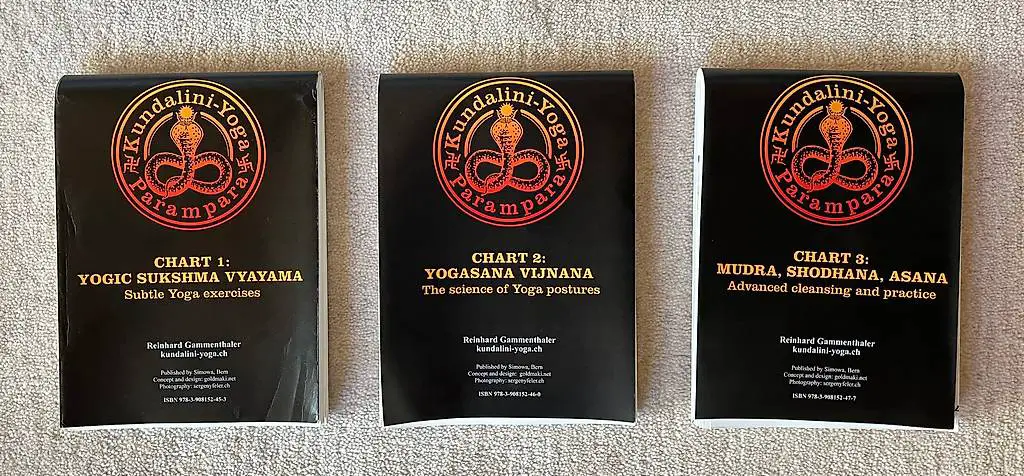 Kundalini-Yoga
Parampara
CHART 1:
YOGIC SUKSHMA VYAYAMA
Subtle Yoga exercises
Reinhard Gammenthaler
kundalini-yoga.ch
Published by Simowa, Bern
Concept and design: goldmaki.net
Photography: sergenyfeler.ch
ISBN 978-3-908152-45-3
Kundalini-Yoga
Parampara
CHART 2:
YOGASANA VIJNANA
The science of Yoga postures
Reinhard Gammenthaler
kundalini-yoga.ch
Published by Simowa, Bern
Concept and design: goldmaki.net
Photography: sergenyfeler.ch
ISBN 978-3-908152-46-0
Kundalini-Yoga
Parampara
CHART 3:
MUDRA, SHODHANA, ASANA
Advanced cleansing and practice
Reinhard Gammenthaler
kundalini-yoga.ch
Published by Simowa, Bern
Concept and design: goldmaki.net
Photography: sergenyfeler.ch
ISBN 978-3-908152-47-7